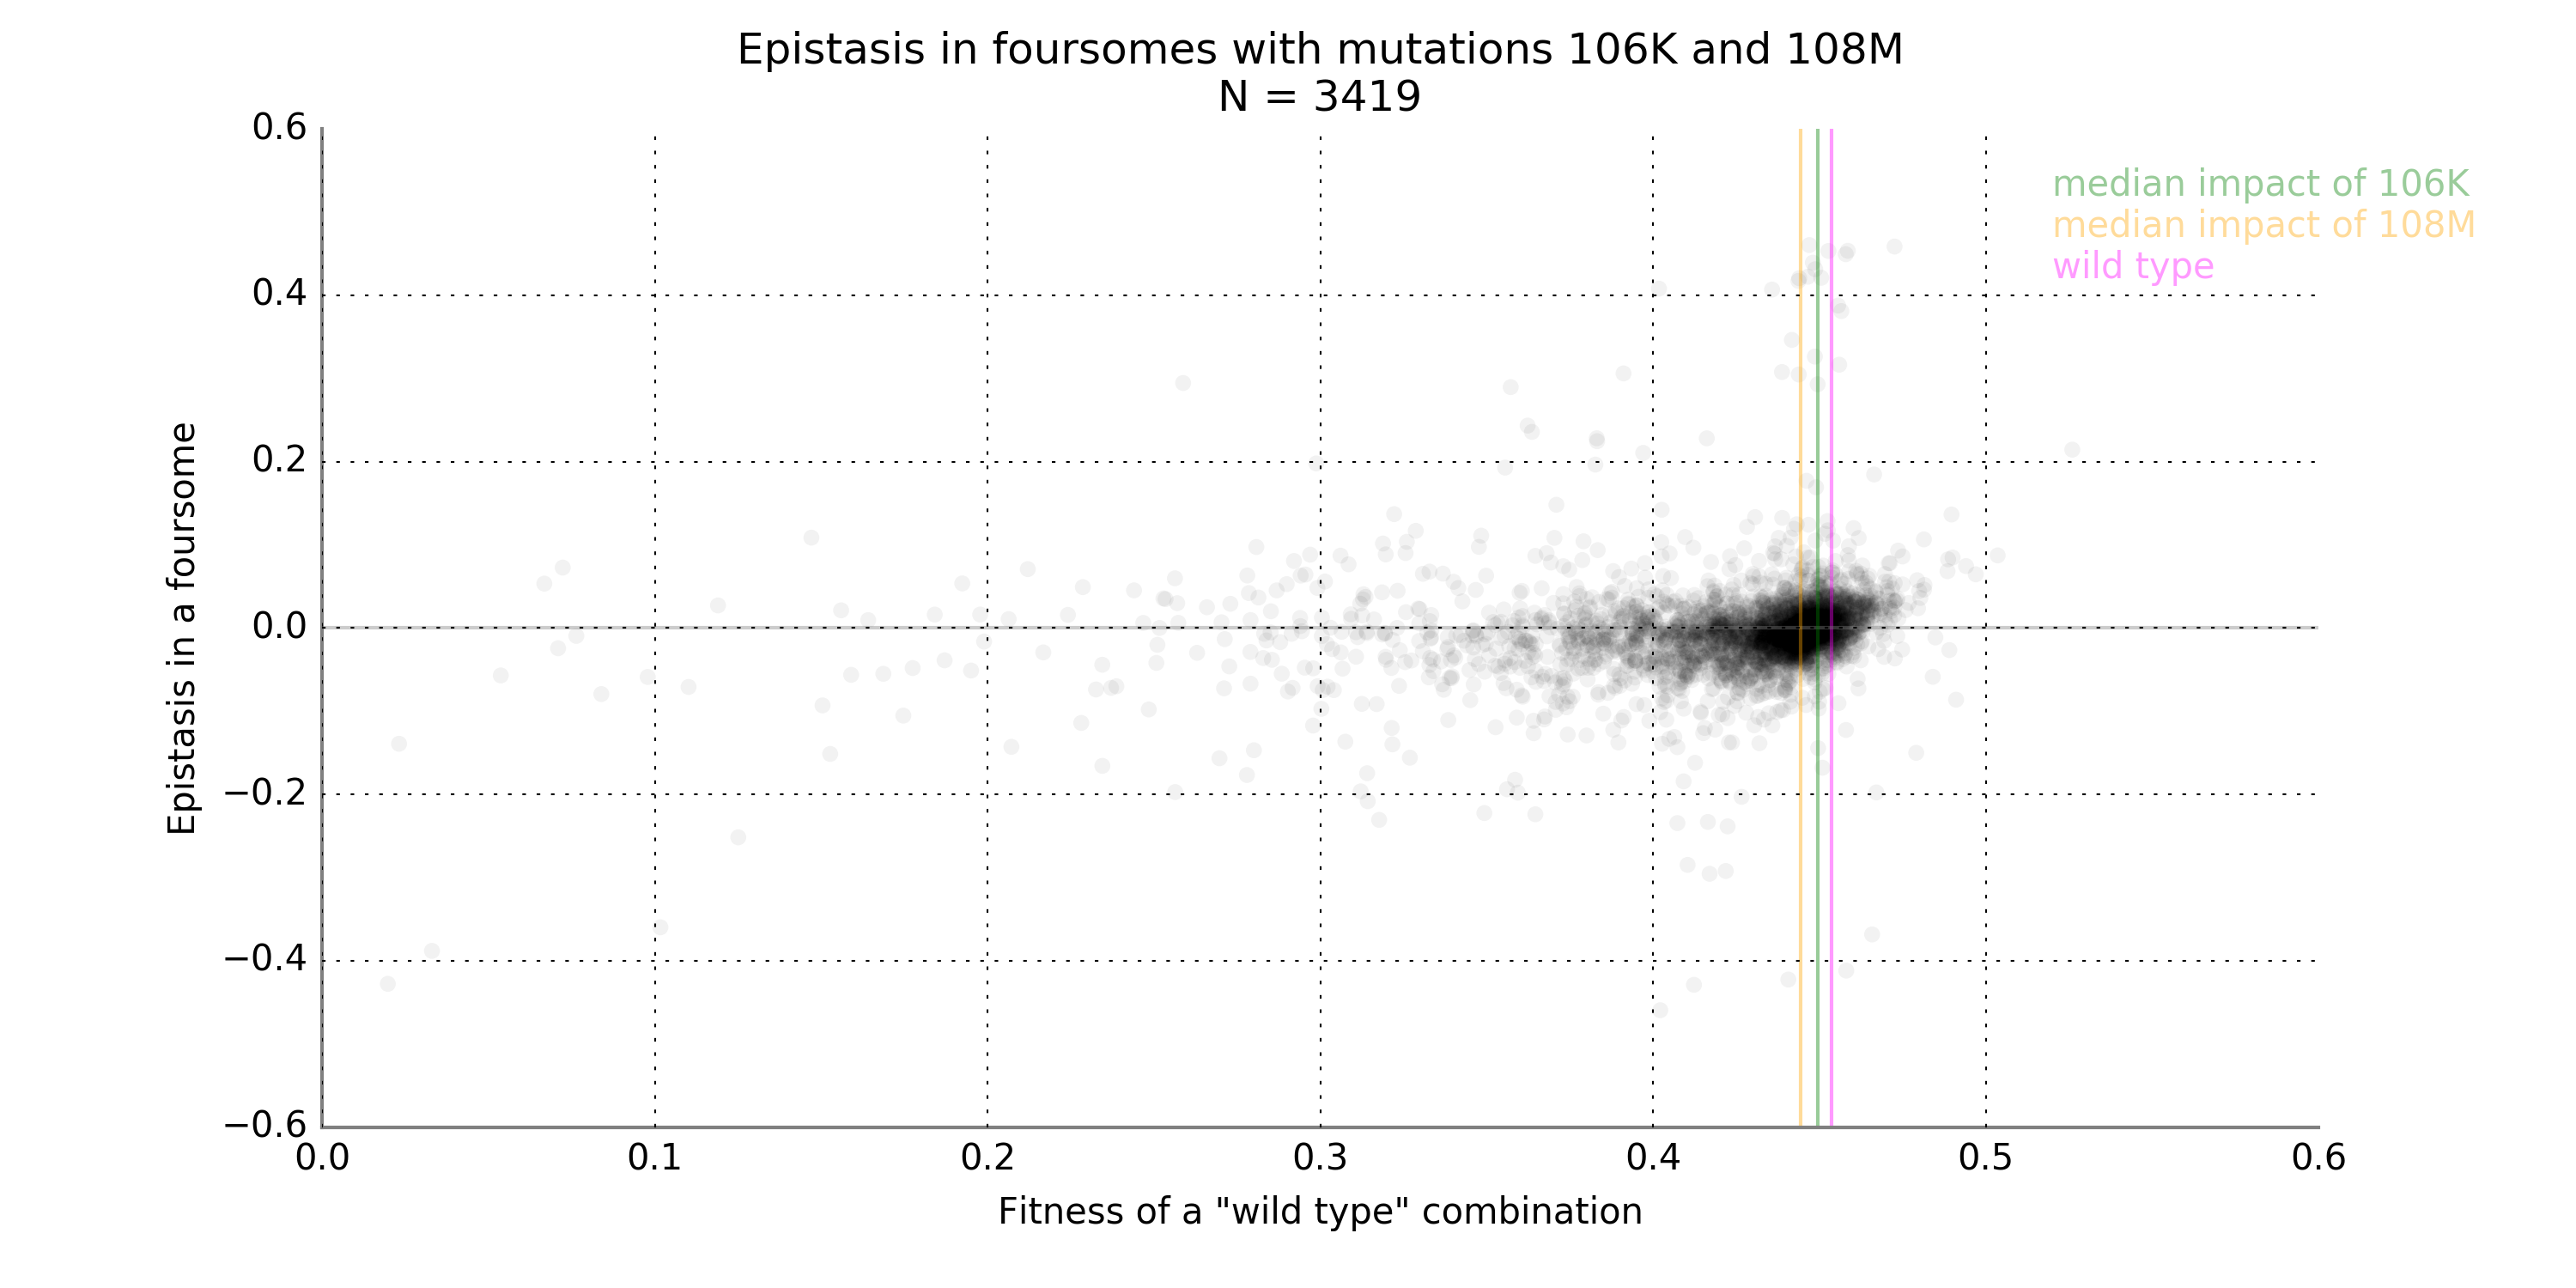 Epistasis in foursomes with mutations 106K and 108M
N = 3419
0.6
0.4
0.2
0.0
−0.2
−0.4
−0.6
Epistasis in a foursome
median impact of 106K
median impact of 108M
wild type
0.0 0.1 0.2 0.3 0.4 0.5 0.6
Fitness of a "wild type" combination